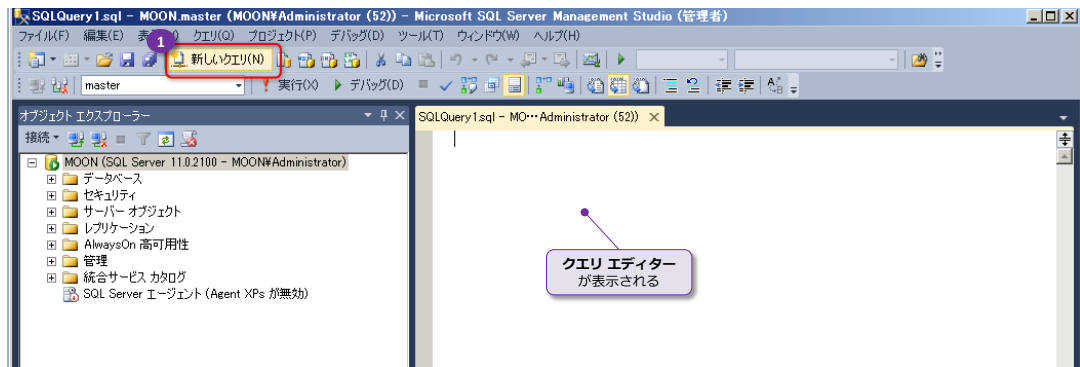 SQLQuery1.sql - MOON.master (MOON¥Administrator (52)) - Microsoft SQL Server Management Studio (管理者)
ファイル(F) 編集(E) クエリ(Q) プロジェクト(P) デバッグ(D) ツール(T) ウィンドウ(W) ヘルプ(H)
1
新しいクエリ(N)
master
実行(X) デバッグ(D)
オブジェクト エクスプローラー
SQLQuery1.sql - MO...Administrator (52))
接続
MOON (SQL Server 11.0.2100 - MOON¥Administrator)
データベース
セキュリティ
サーバー オブジェクト
レプリケーション
AlwaysOn 高可用性
管理
統合サービス カタログ
SQL Server エージェント (Agent XPs が無効)
クエリ エディター
が表示される